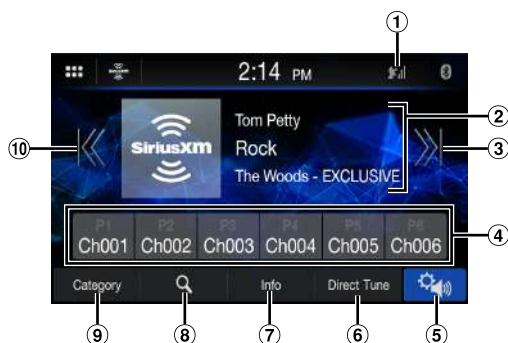 1
2:14 PM
Tom Petty
2
SiriusXM
Rock
10
3
The Woods - EXCLUSIVE
P1 P2 P3 P4 P5 P6
Ch001 Ch002 Ch003 Ch004 Ch005 Ch006
4
Category Info Direct Tune
9 8 7 6 5